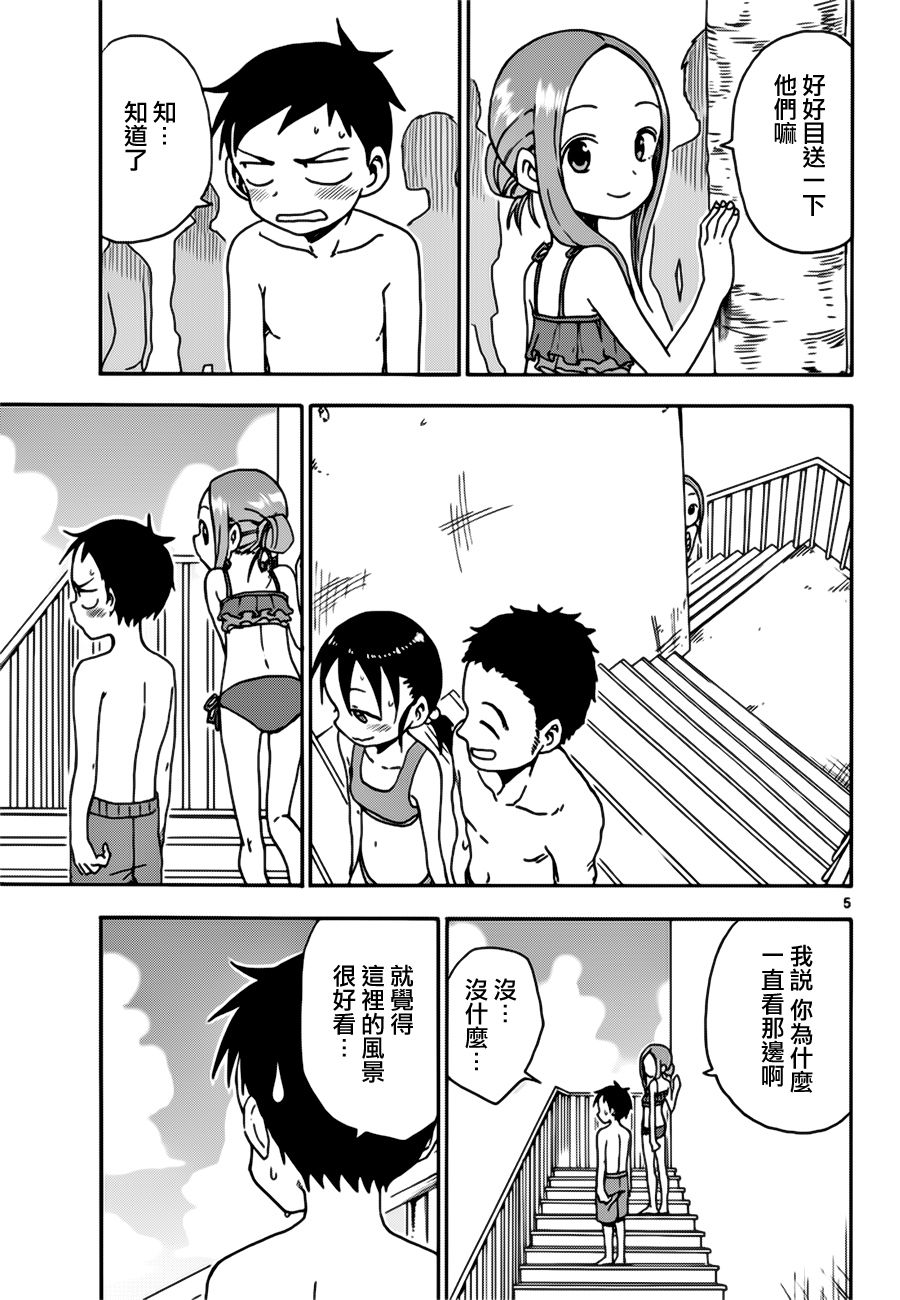 好好目送一下
他們嘛
知…
知道了
5
我説 你為什麼
一直看那邊啊
沒…
沒什麼…
就覺得
這裡的風景
很好看…